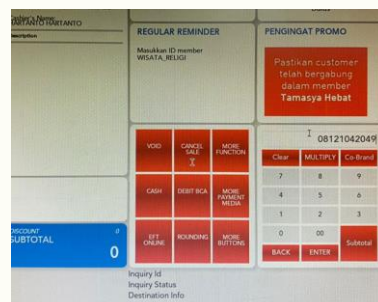 HARTANTO HARTANTO
Description
REGULAR REMINDER
Masukkan ID member
WISATA_RELIGI
PENGINGAT PROMO
Pastikan customer
telah bergabung
dalam member
Tamasya Hebat
08121042049
VOID
CANCEL
SALE
MORE
FUNCTION
CASH
DEBIT BCA
MORE
PAYMENT
MEDIA
EFT
ONLINE
ROUNDING
MORE
BUTTONS
Clear
MULTIPLY
Co-Brand
7
8
9
4
5
6
1
2
3
0
00
Subtotal
BACK
ENTER
DISCOUNT
0
SUBTOTAL
0
Inquiry Id
Inquiry Status
Destination Info